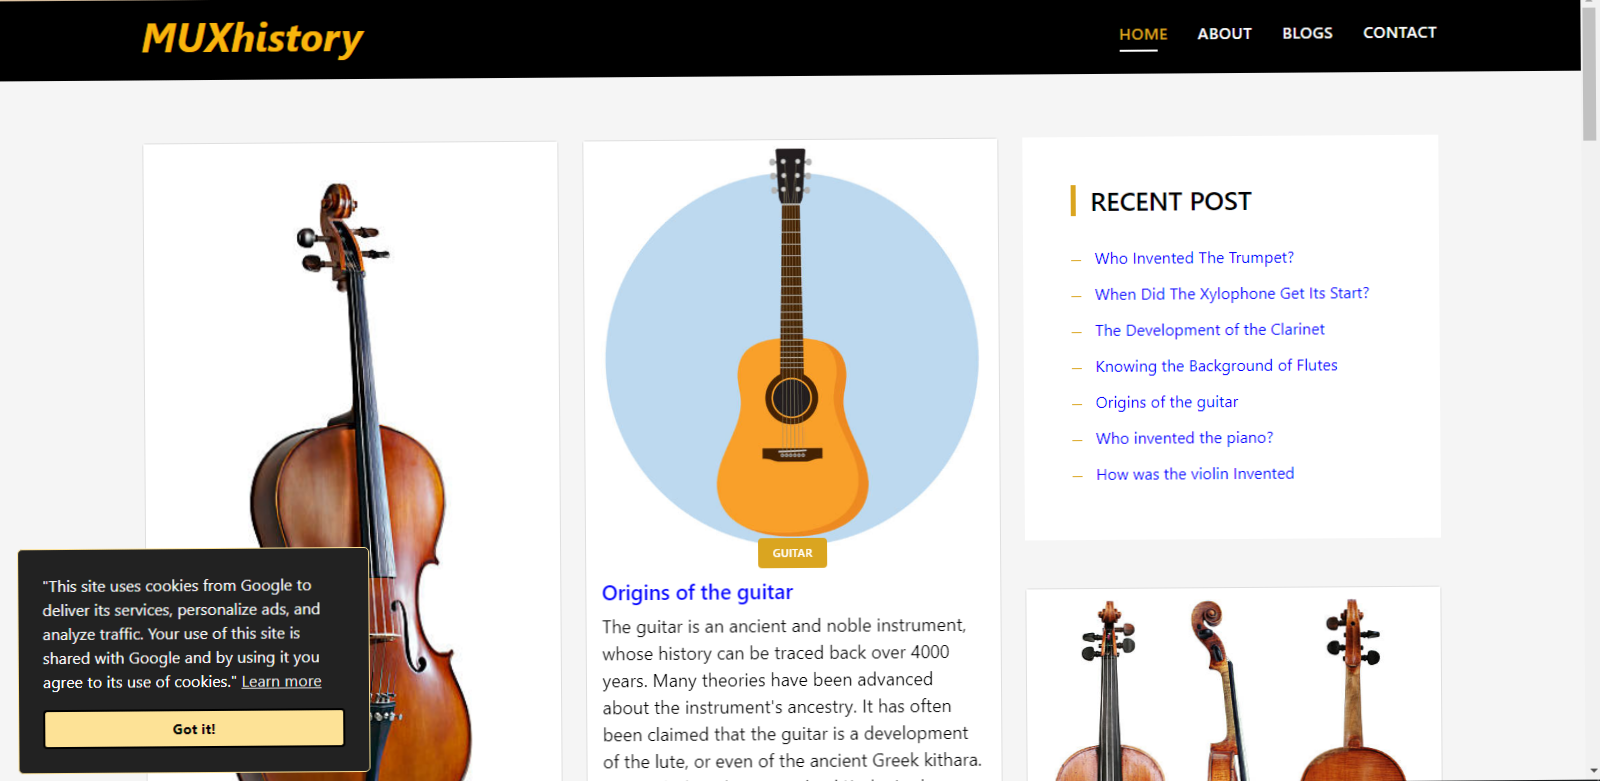 MUXhistory
HOME ABOUT BLOGS CONTACT
GUITAR
Origins of the guitar
The guitar is an ancient and noble instrument,
whose history can be traced back over 4000
years. Many theories have been advanced
about the instrument's ancestry. It has often
been claimed that the guitar is a development
of the lute, or even of the ancient Greek kithara.
RECENT POST
– Who Invented The Trumpet?
– When Did The Xylophone Get Its Start?
– The Development of the Clarinet
– Knowing the Background of Flutes
– Origins of the guitar
– Who invented the piano?
– How was the violin Invented
"This site uses cookies from Google to
deliver its services, personalize ads, and
analyze traffic. Your use of this site is
shared with Google and by using it you
agree to its use of cookies." Learn more
Got it!